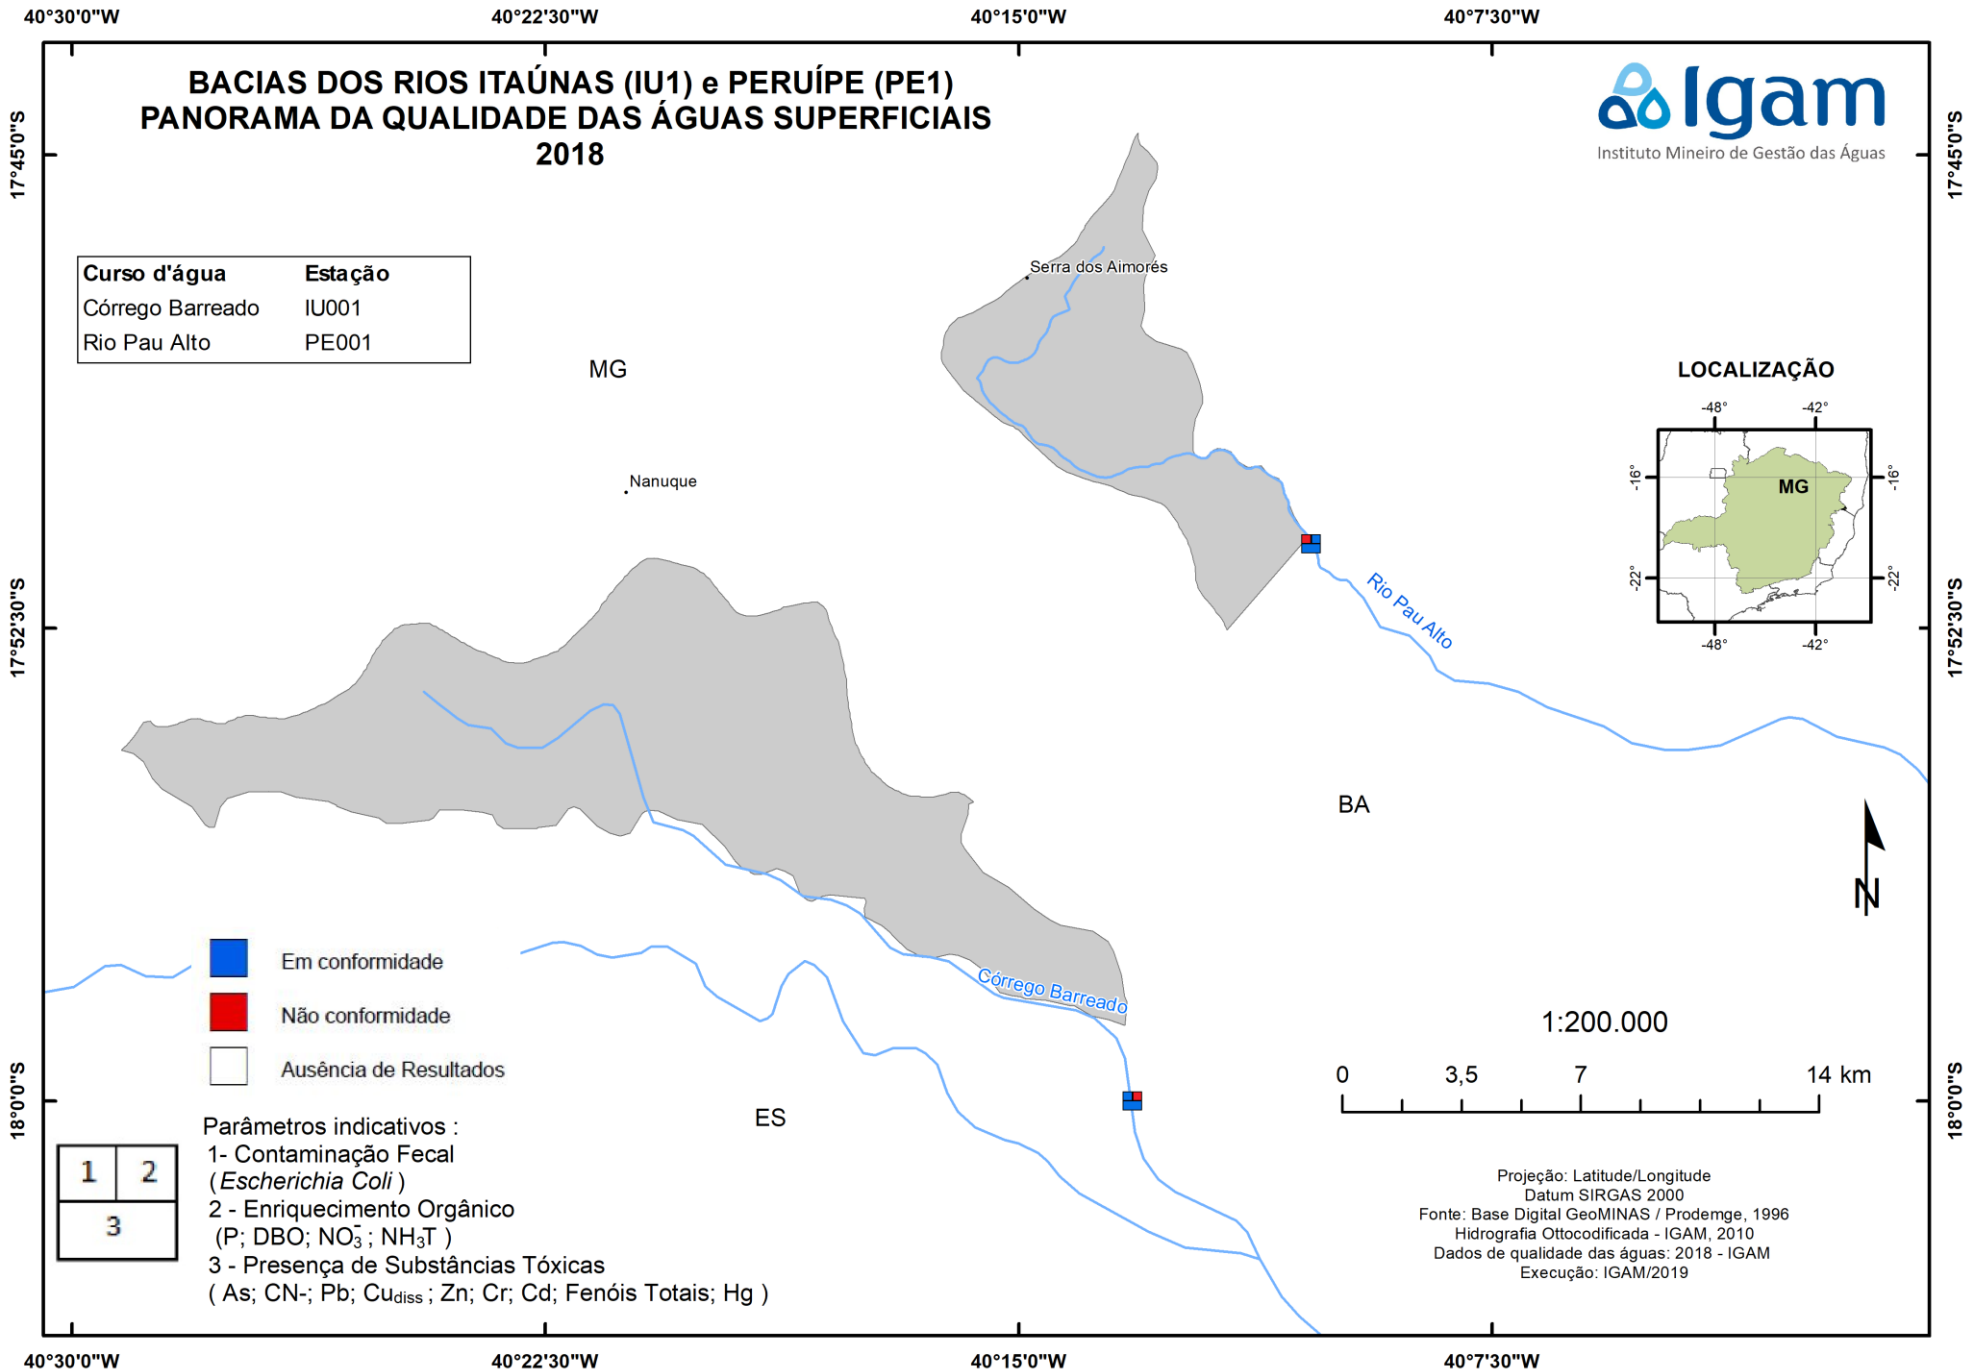 40°30'0"W 40°22'30"W 40°15'0"W 40°7'30"W
BACIAS DOS RIOS ITAÚNAS (IU1) e PERUÍPE (PE1)
PANORAMA DA QUALIDADE DAS ÁGUAS SUPERFICIAIS
2018
Igam
Instituto Mineiro de Gestão das Águas
17°45'0"S
17°45'0"S
Curso d'água Estação
Córrego Barreado IU001
Rio Pau Alto PE001
Serra dos Aimorés
MG
Nanuque
LOCALIZAÇÃO
-48° -42°
-16° -16°
MG
-22° -22°
-48° -42°
17°52'30"S
17°52'30"S
Rio Pau Alto
BA
N
Córrego Barreado
Em conformidade
Não conformidade
Ausência de Resultados
1:200.000
0 3,5 7 14 km
18°0'0"S
18°0'0"S
ES
1 2
3
Parâmetros indicativos :
1- Contaminação Fecal
(Escherichia Coli )
2 - Enriquecimento Orgânico
(P; DBO; NO₃⁻; NH₃T )
3 - Presença de Substâncias Tóxicas
( As; CN-; Pb; Cudiss ; Zn; Cr; Cd; Fenóis Totais; Hg )
Projeção: Latitude/Longitude
Datum SIRGAS 2000
Fonte: Base Digital GeoMINAS / Prodemge, 1996
Hidrografia Ottocodificada - IGAM, 2010
Dados de qualidade das águas: 2018 - IGAM
Execução: IGAM/2019
40°30'0"W 40°22'30"W 40°15'0"W 40°7'30"W